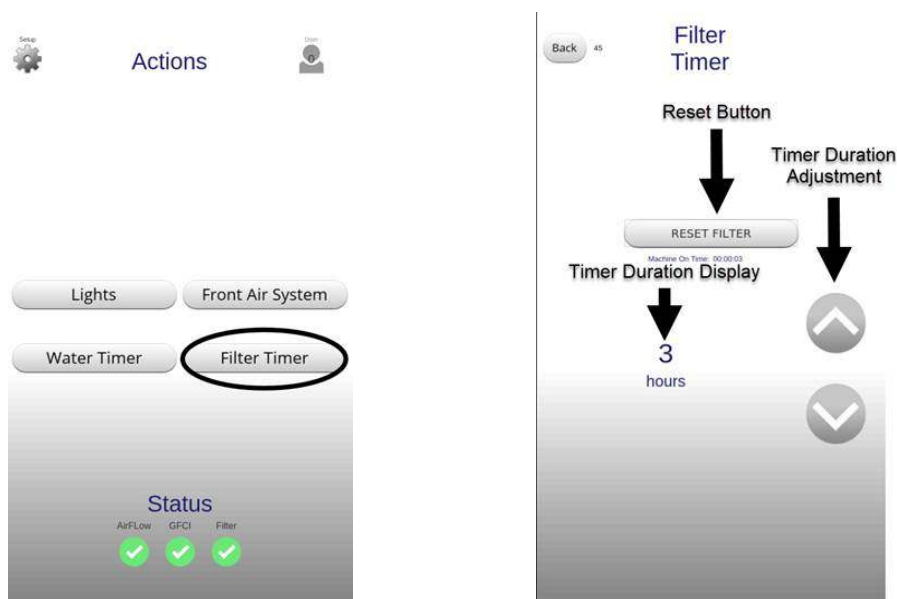 Setup
Actions
User
0
Lights
Front Air System
Water Timer
Filter Timer
Status
AirFLow GFCI Filter
Back 45
Filter
Timer
Reset Button
Timer Duration
Adjustment
RESET FILTER
Machine On Time: 00:00:03
Timer Duration Display
3
hours